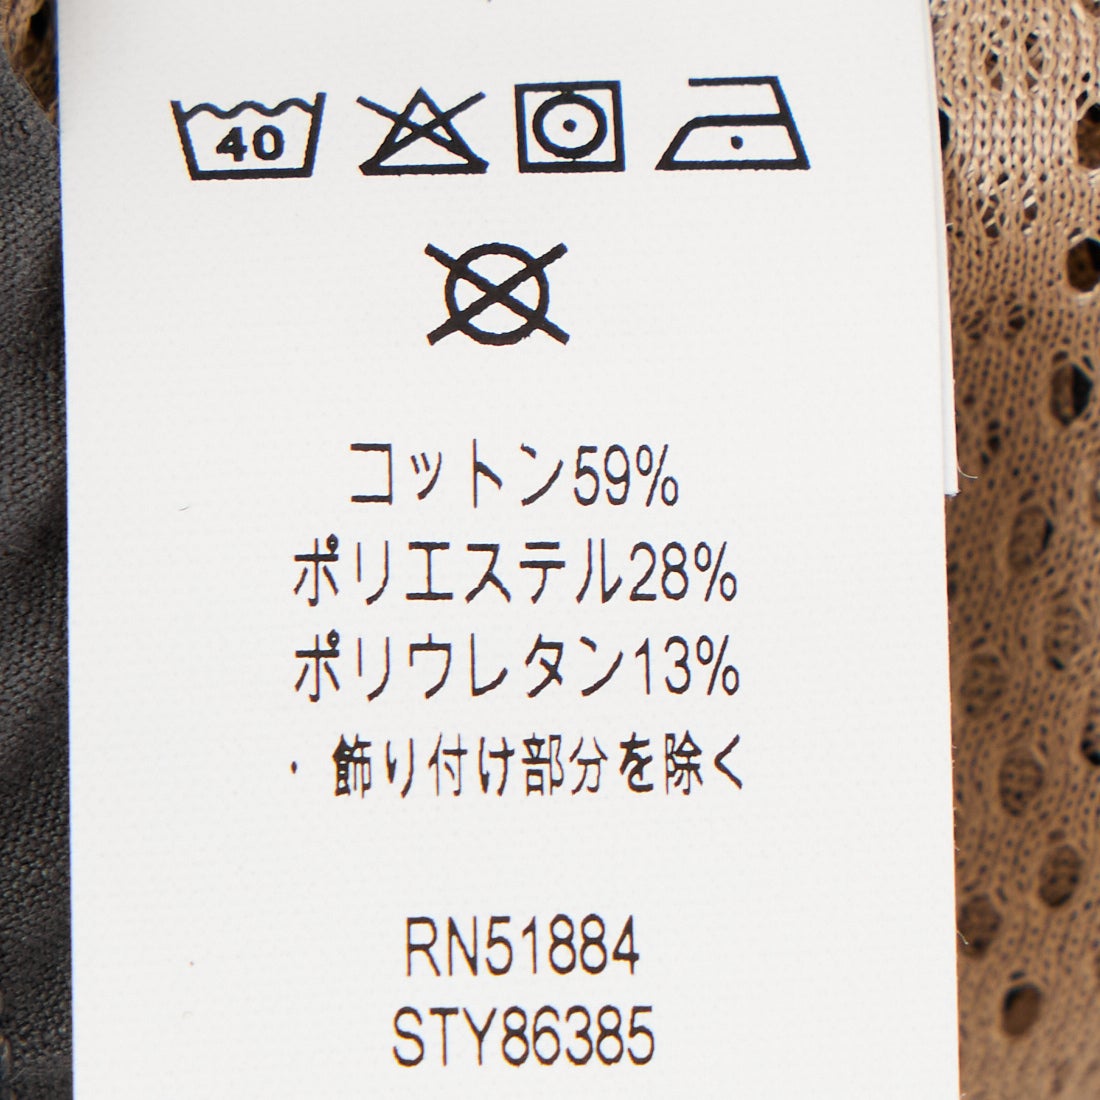 40
コットン59%
ポリエステル28%
ポリウレタン13%
・飾り付け部分を除く
RN51884
STY86385